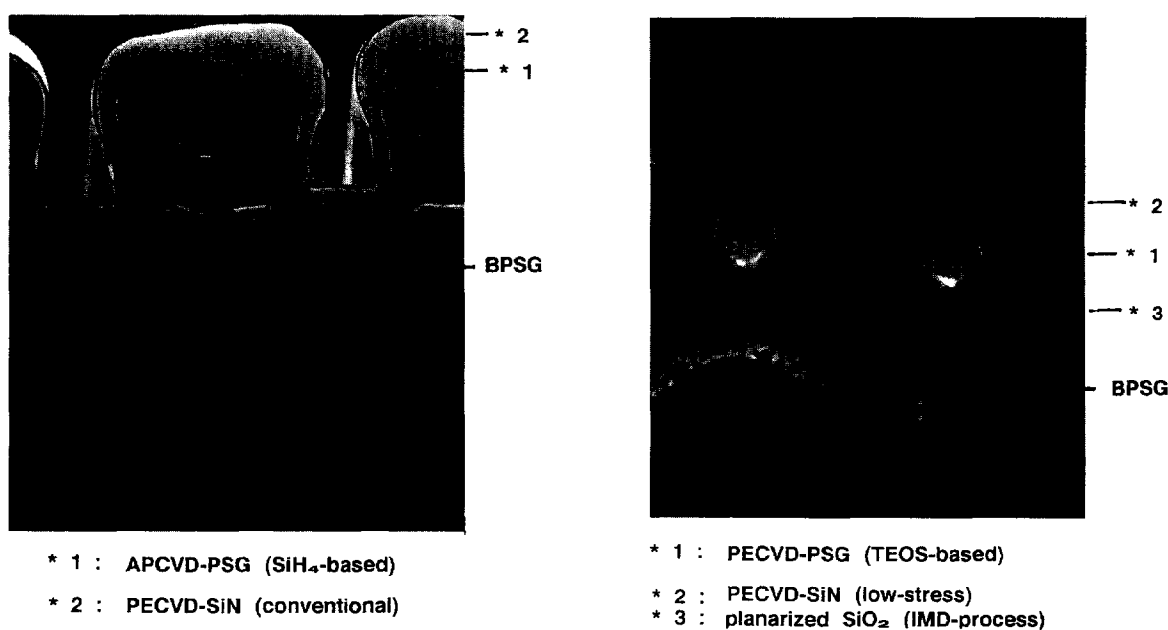 * 2
* 1
BPSG
* 1 : APCVD-PSG (SiH₄-based)
* 2 : PECVD-SiN (conventional)
* 2
* 1
* 3
BPSG
* 1 : PECVD-PSG (TEOS-based)
* 2 : PECVD-SiN (low-stress)
* 3 : planarized SiO₂ (IMD-process)